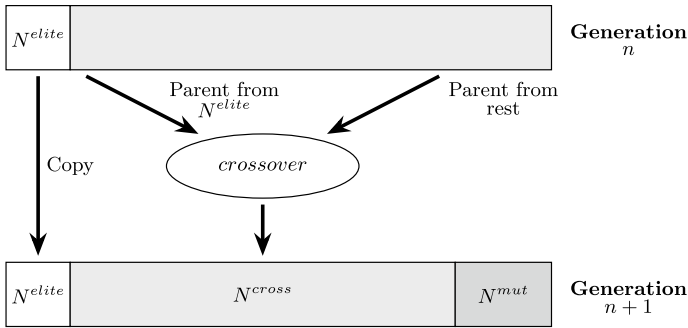 N^{elite}
Generation
n
Parent from
N^{elite}
Parent from
rest
Copy
crossover
N^{elite}
N^{cross}
N^{mut}
Generation
n + 1